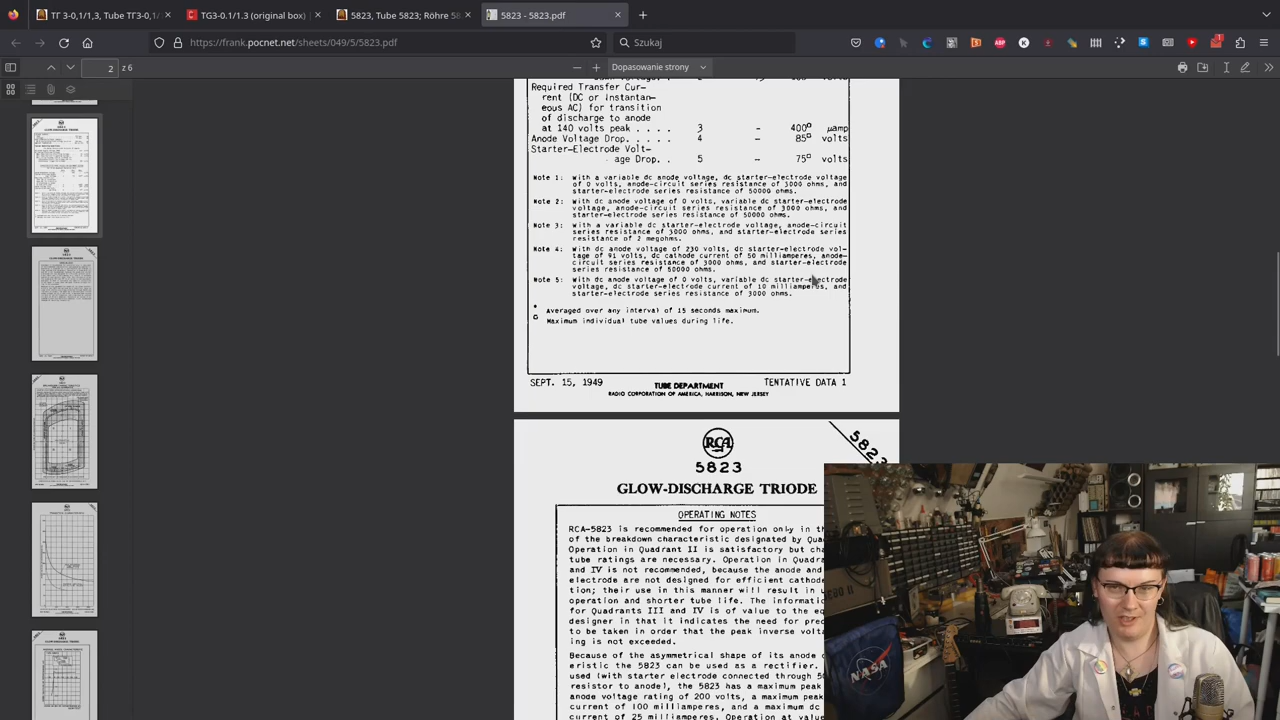 ТГ 3-0,1/1,3, Tube ТГ3-0,1/
TG3-0.1/1.3 (original box)
5823, Tube 5823; Röhre 58
5823 - 5823.pdf
https://frank.pocnet.net/sheets/049/5/5823.pdf
Szukaj
2 z 6
Dopasowanie strony
Required Transfer Cur-
rent (DC or instantan-
eous AC) for transition
of discharge to anode
at 140 volts peak . . . . 3 - 400□ μamp
Anode Voltage Drop. . . . . 4 - 85□ volts
Starter-Electrode Volt-
age Drop. . 5 - 75□ volts
Note 1: With a variable dc anode voltage, dc starter-electrode voltage
of 0 volts, anode-circuit series resistance of 3000 ohms, and
starter-electrode series resistance of 50000 ohms.
Note 2: With dc anode voltage of 0 volts, variable dc starter-electrode
voltage, anode-circuit series resistance of 3000 ohms, and
starter-electrode series resistance of 50000 ohms.
Note 3: With a variable dc starter-electrode voltage, anode-circuit
series resistance of 3000 ohms, and starter-electrode series
resistance of 2 megohms.
Note 4: With dc anode voltage of 230 volts, dc starter-electrode vol-
tage of 91 volts, dc cathode current of 50 milliamperes, anode-
circuit series resistance of 3000 ohms, and starter-electrode
series resistance of 50000 ohms.
Note 5: With dc anode voltage of 0 volts, variable dc starter-electrode
voltage, dc starter-electrode current of 10 milliamperes, and
starter-electrode series resistance of 3000 ohms.
* Averaged over any interval of 15 seconds maximum.
□ Maximum individual tube values during life.
SEPT. 15, 1949 TUBE DEPARTMENT TENTATIVE DATA 1
RADIO CORPORATION OF AMERICA, HARRISON, NEW JERSEY
RCA
5823
5823
GLOW-DISCHARGE TRIODE
OPERATING NOTES
RCA-5823 is recommended for operation only in th
of the breakdown characteristic designated by Quad
Operation in Quadrant II is satisfactory but cha
tube ratings are necessary. Operation in Quadra
and IV is not recommended, because the anode and
electrode are not designed for efficient cathod
tion; their use in this manner will result in u
operation and shorter tube life. The informati
for Quadrants III and IV is of value to the eq
designer in that it indicates the need for prec
to be taken in order that the peak inverse volta
ing is not exceeded.
Because of the asymmetrical shape of its anode c
eristic the 5823 can be used as a rectifier.
used (with starter electrode connected through 50
resistor to anode), the 5823 has a maximum peak
anode voltage rating of 200 volts, a maximum pe
current of 100 milliamperes, and a maximum dc
current of 25 milliamperes. Operation at value
NASA